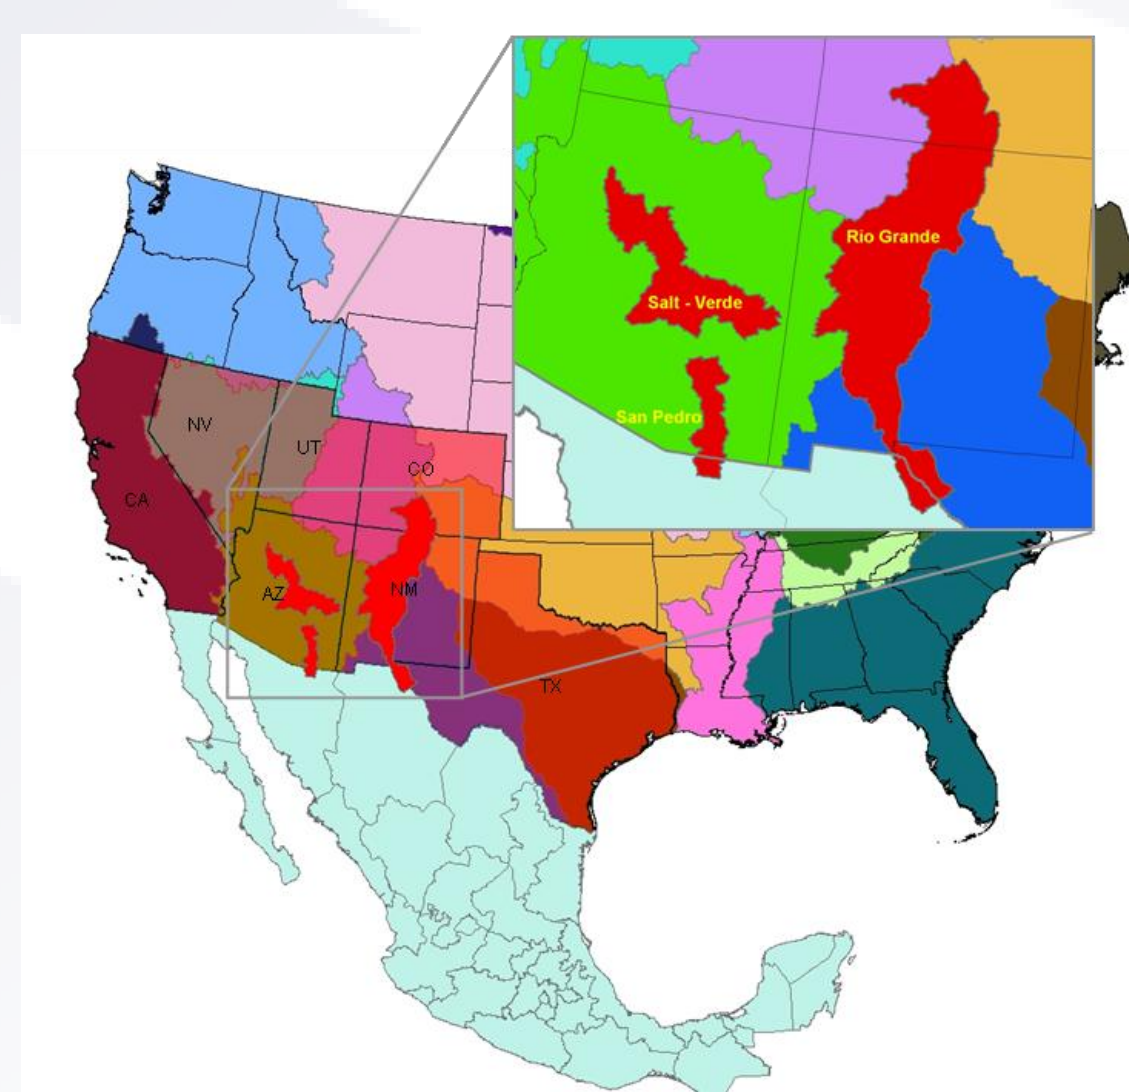 Rio Grande
Salt - Verde
San Pedro
NV
UT
CO
CA
AZ
NM
TX